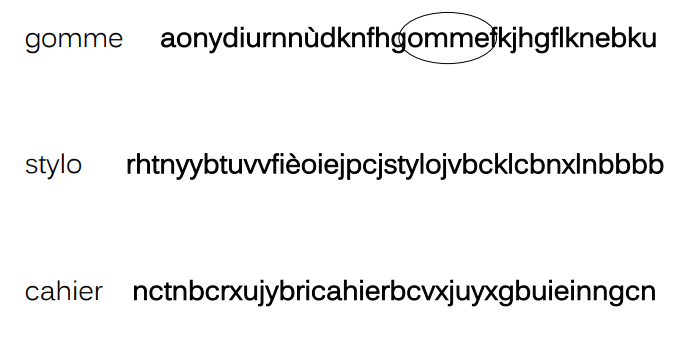 gomme aonydiurnnùdknfhgommefkjhgflknebku
stylo rhtnyybtuvvfièoiejpcjstylojvbcklcbnxlnbbbb
cahier nctnbcrxujybricahierbcvxjuyxgbuieinngcn